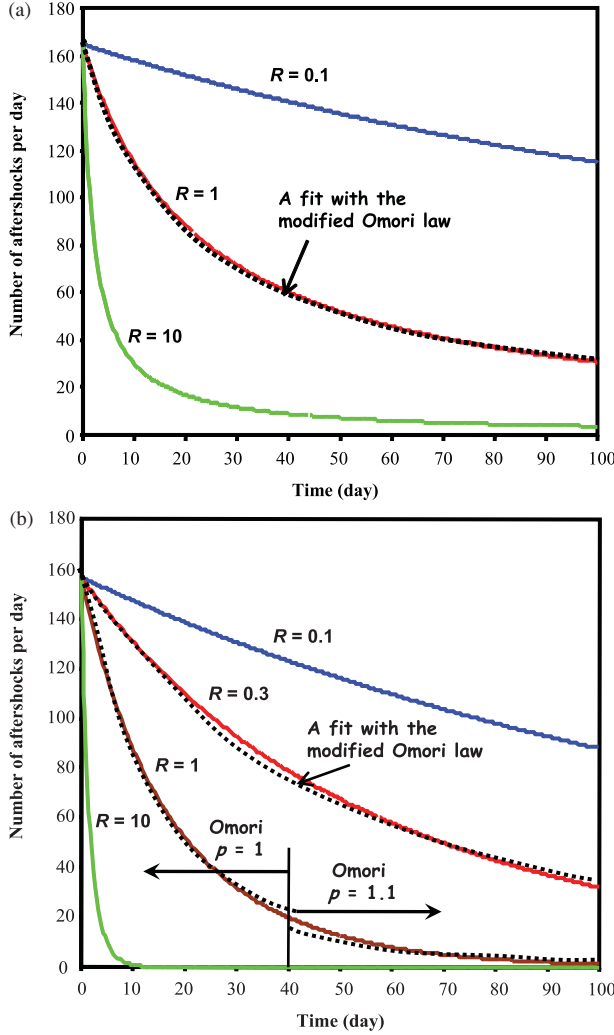 (a)
180
160
140
120
100
80
60
40
20
0
Number of aftershocks per day
R = 0.1
R = 1
A fit with the
modified Omori law
R = 10
0 10 20 30 40 50 60 70 80 90 100
Time (day)
(b)
180
160
140
120
100
80
60
40
20
0
Number of aftershocks per day
R = 0.1
R = 0.3
A fit with the
modified Omori law
R = 1
R = 10
Omori
p = 1
Omori
p = 1.1
0 10 20 30 40 50 60 70 80 90 100
Time (day)